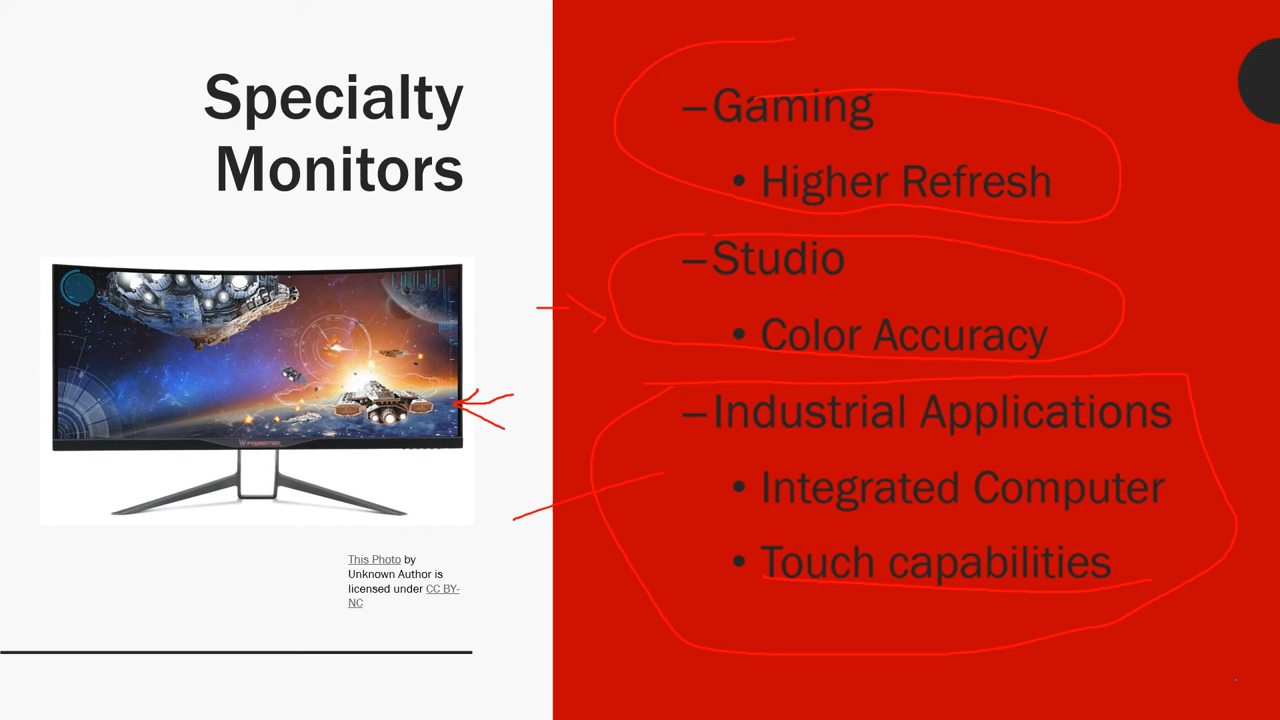 Specialty
Monitors
PREDATOR
This Photo by
Unknown Author is
licensed under CC BY-
NC
–Gaming
• Higher Refresh
–Studio
• Color Accuracy
–Industrial Applications
• Integrated Computer
• Touch capabilities